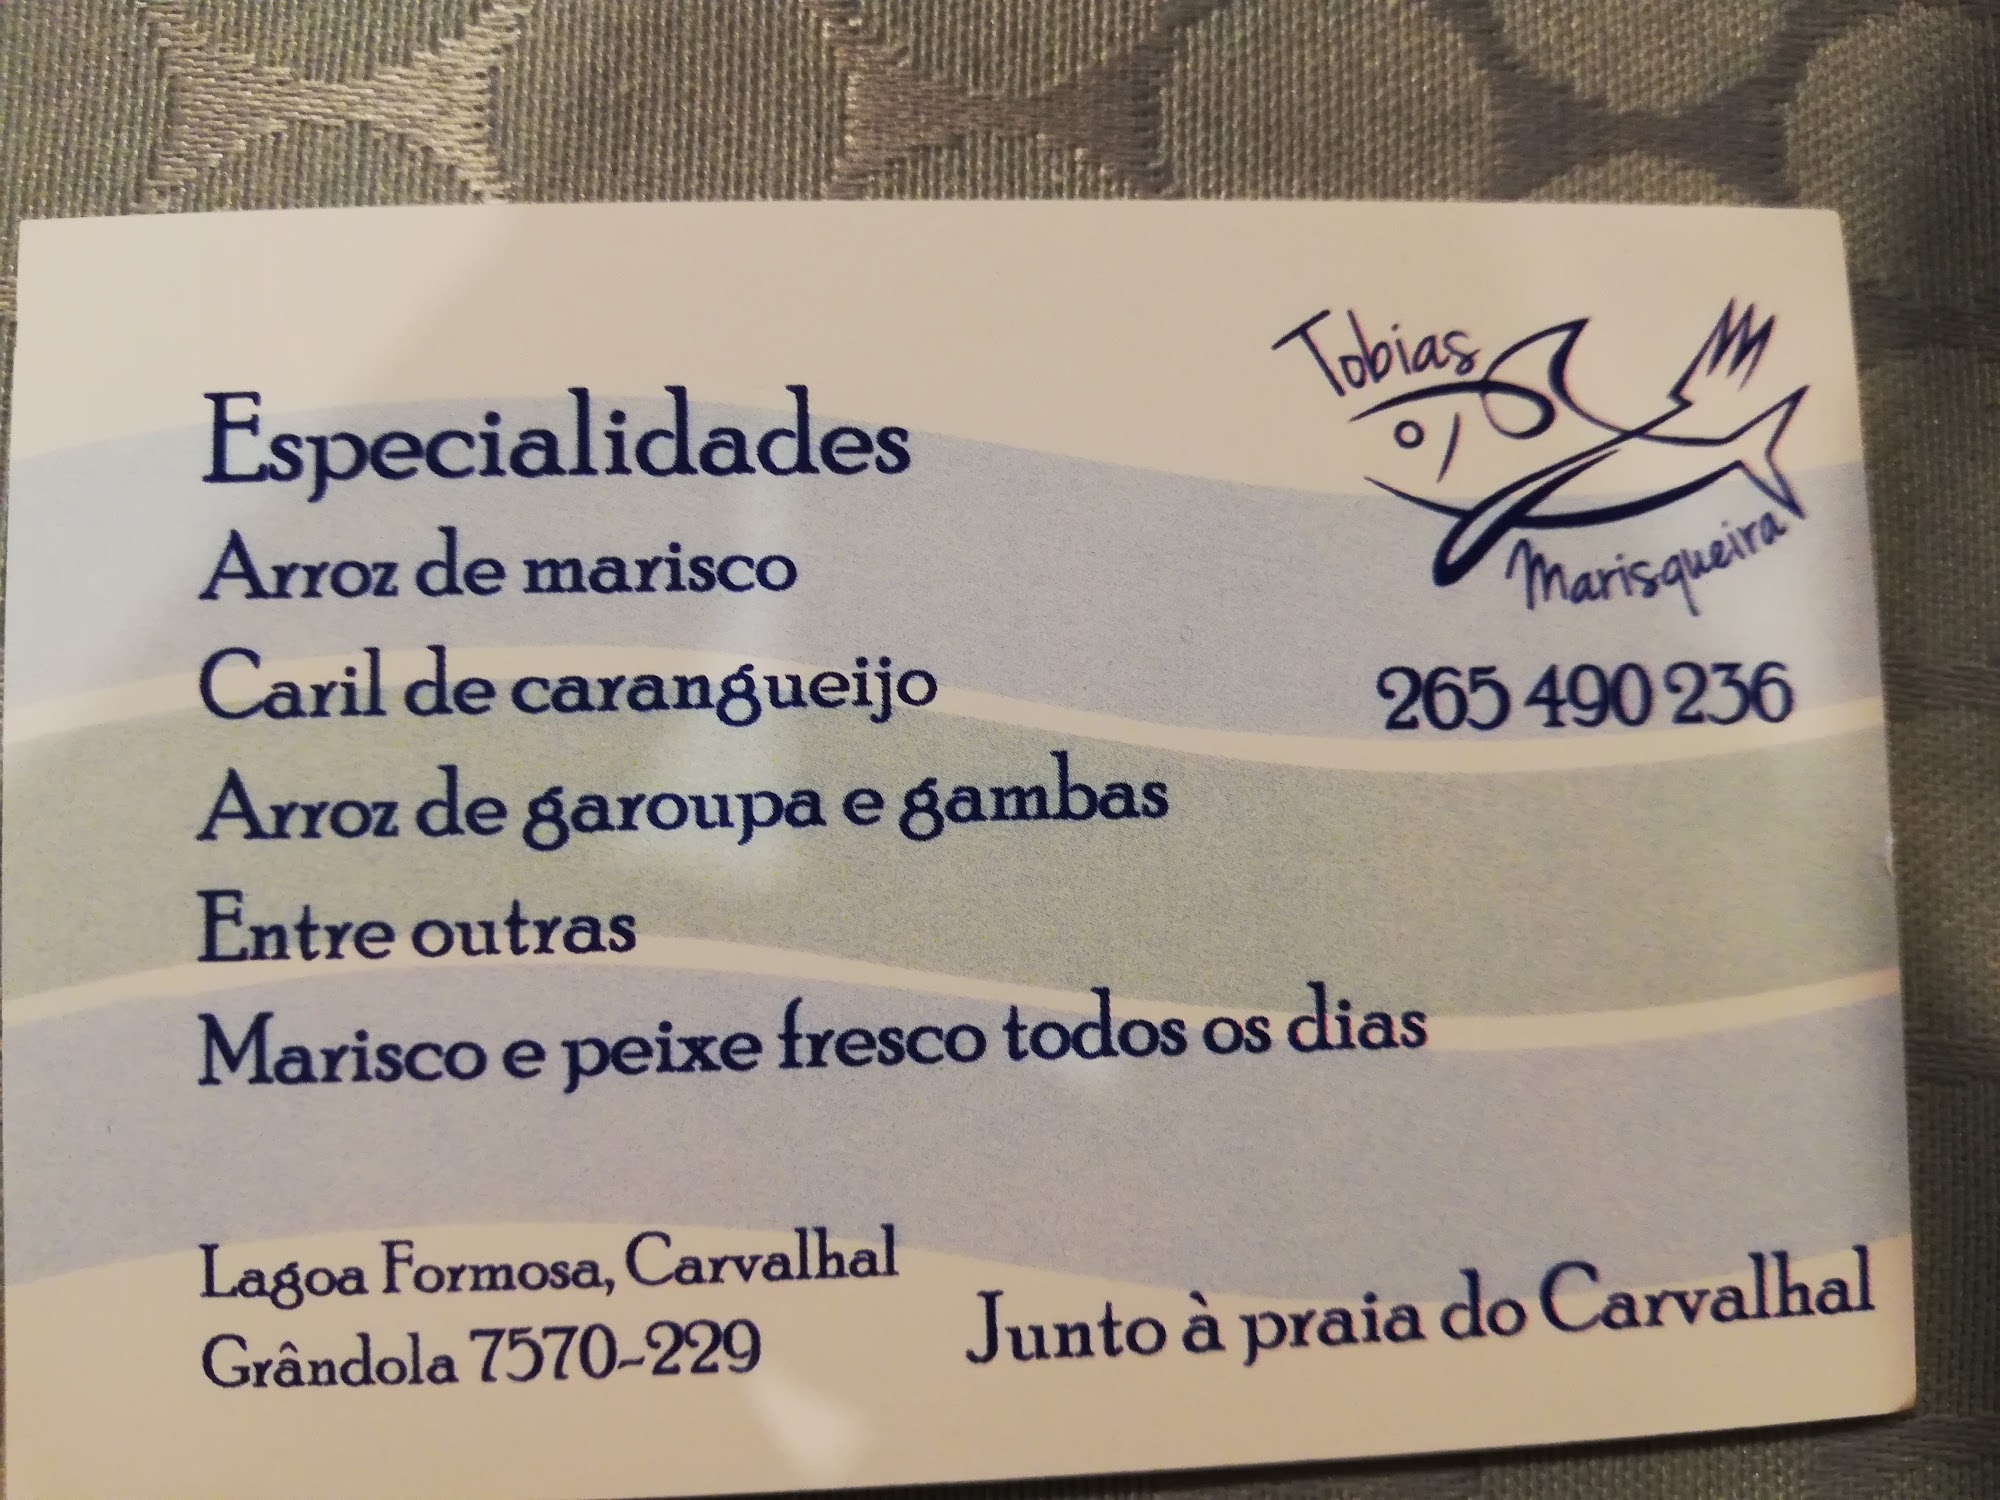 Tobias
Marisqueira
265 490 236
Especialidades
Arroz de marisco
Caril de carangueijo
Arroz de garoupa e gambas
Entre outras
Marisco e peixe fresco todos os dias
Lagoa Formosa, Carvalhal
Grândola 7570-229
Junto à praia do Carvalhal